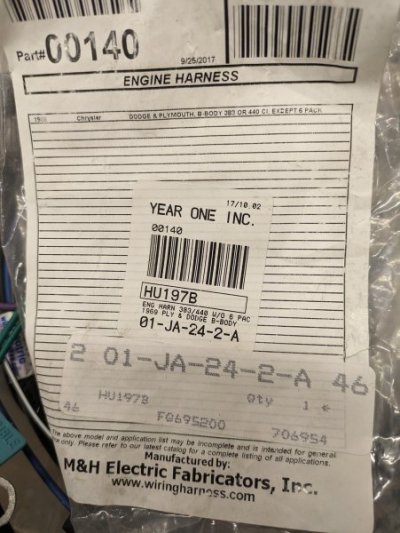 Part# 00140
9/25/2017
ENGINE HARNESS
Chrysler DODGE & PLYMOUTH, B-BODY 383 OR 440 CI, EXCEPT 6 PACK
17/10.02
YEAR ONE INC.
00140
HU197B
ENG HARN 383/440 W/O 6 PAC
1969 PLY & DODGE B-BODY
01-JA-24-2-A
2 01-JA-24-2-A 46
HU197B Qty 1
46 FG695200 706954
The above model and application list may be incomplete and is intended for general
only. Please refer to our latest catalog for a complete listing of all applications.
Manufactured by:
M&H Electric Fabricators, Inc.
www.wiringharness.com